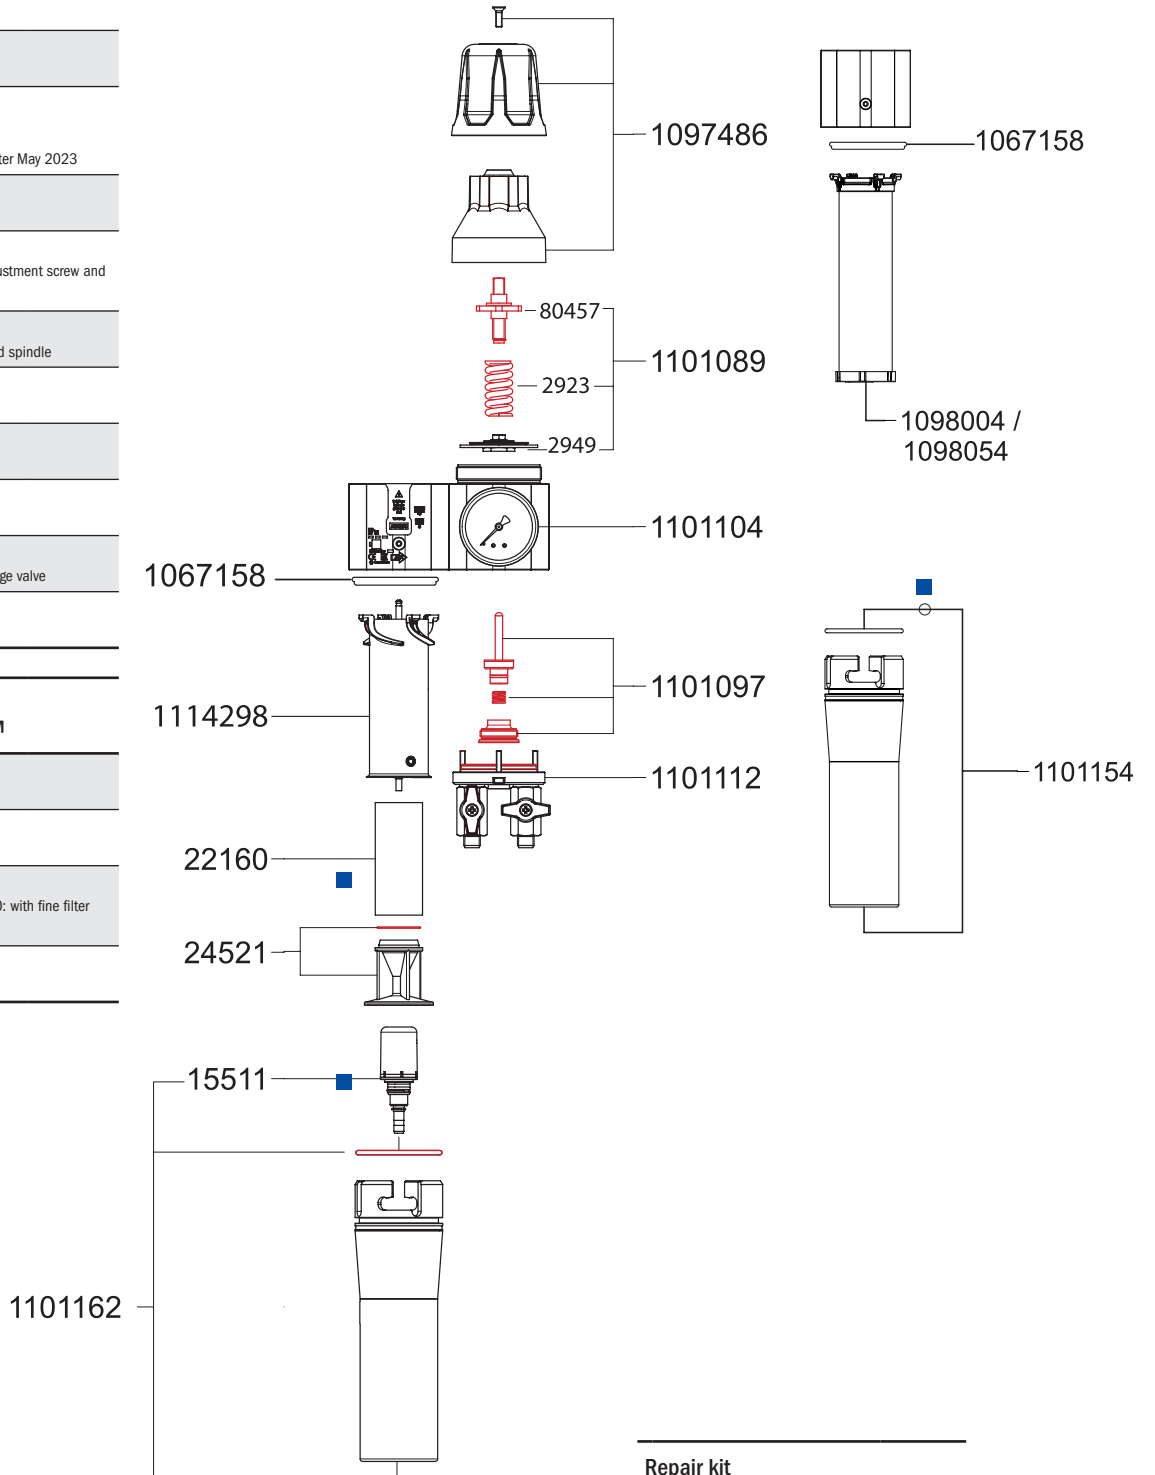 ter May 2023
ustment screw and
d spindle
ge valve
M
0: with fine filter
1097486
1067158
80457
1101089
2923
2949
1098004 /
1098054
1101104
1067158
1101097
1114298
1101112
1101154
22160
24521
15511
1101162
Repair kit